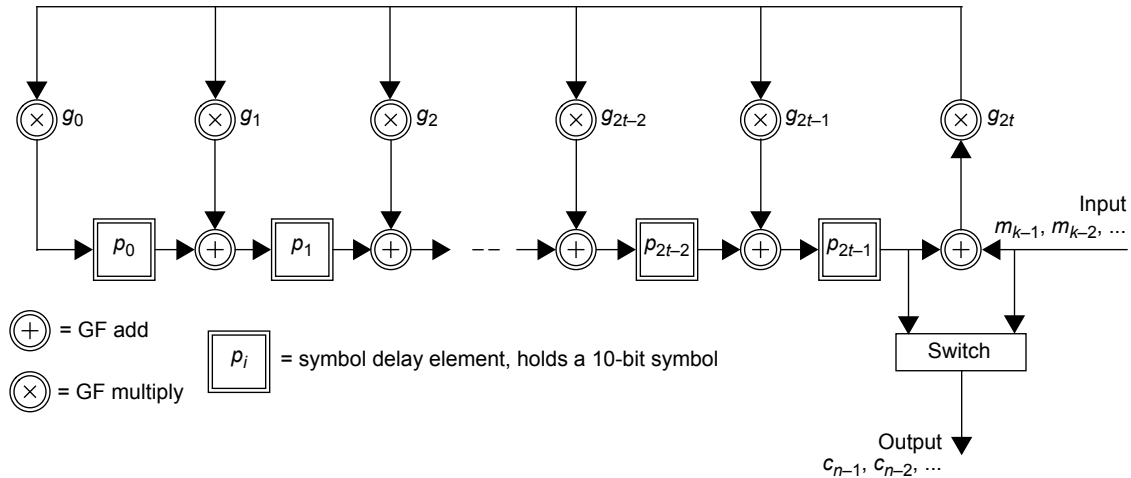 × g₀ × g₁ × g₂ × g₂ₜ₋₂ × g₂ₜ₋₁ × g₂ₜ
Input
mₖ₋₁, mₖ₋₂, ...
p₀ + p₁ + -- + p₂ₜ₋₂ + p₂ₜ₋₁ +
+ = GF add
pᵢ = symbol delay element, holds a 10-bit symbol
Switch
× = GF multiply
Output
cₙ₋₁, cₙ₋₂, ...